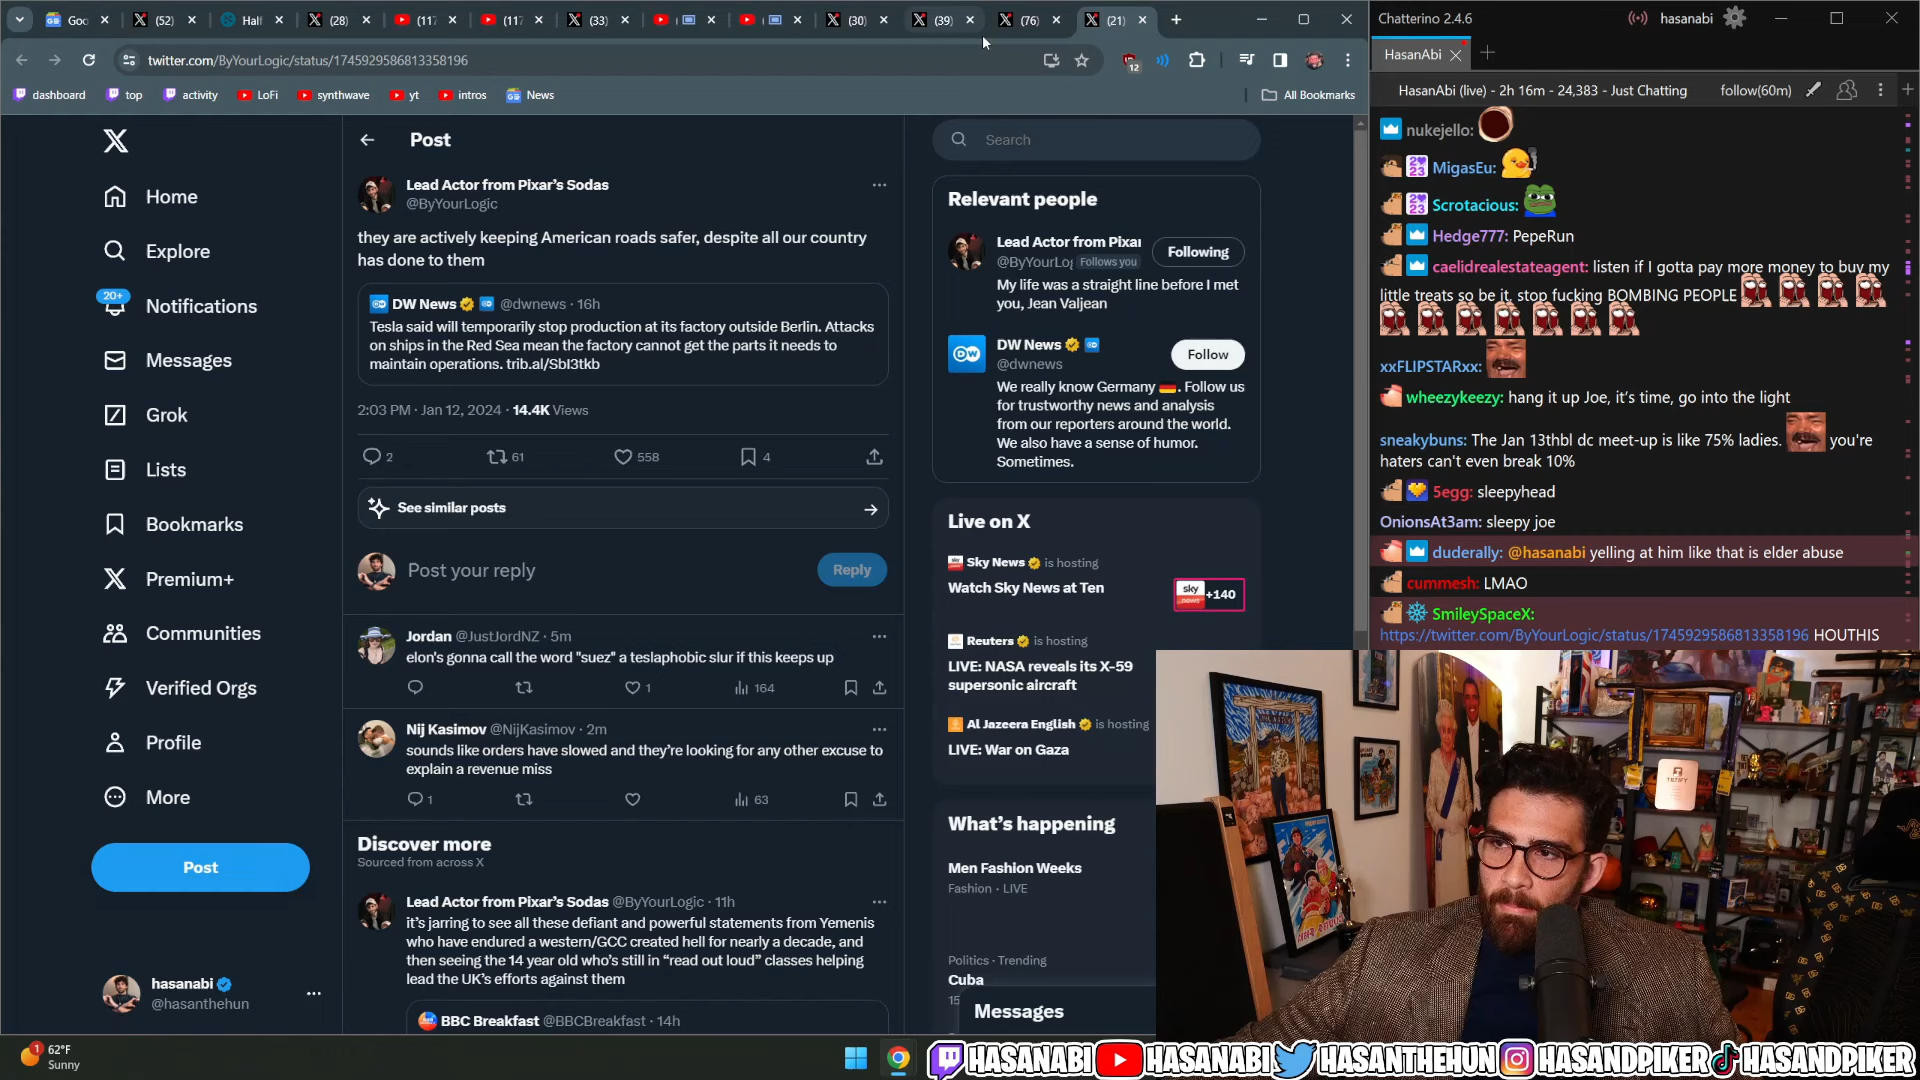 Goo
(52)
Half
(28)
(117
(117
(33)
(30)
(39)
(76)
(21)
twitter.com/ByYourLogic/status/1745929586813358196
12
dashboard
top
activity
LoFi
synthwave
yt
intros
News
All Bookmarks
Home
Explore
20+
Notifications
Messages
Grok
Lists
Bookmarks
Premium+
Communities
Verified Orgs
Profile
More
Post
hasanabi
@hasanthehun
Post
Lead Actor from Pixar's Sodas
@ByYourLogic
they are actively keeping American roads safer, despite all our country
has done to them
DW News @dwnews · 16h
Tesla said will temporarily stop production at its factory outside Berlin. Attacks
on ships in the Red Sea mean the factory cannot get the parts it needs to
maintain operations. trib.al/SbI3tkb
2:03 PM · Jan 12, 2024 · 14.4K Views
2
61
558
4
See similar posts
Post your reply
Reply
Jordan @JustJordNZ · 5m
elon's gonna call the word "suez" a teslaphobic slur if this keeps up
1
164
Nij Kasimov @NijKasimov · 2m
sounds like orders have slowed and they're looking for any other excuse to
explain a revenue miss
1
63
Discover more
Sourced from across X
Lead Actor from Pixar's Sodas @ByYourLogic · 11h
it's jarring to see all these defiant and powerful statements from Yemenis
who have endured a western/GCC created hell for nearly a decade, and
then seeing the 14 year old who's still in "read out loud" classes helping
lead the UK's efforts against them
BBC Breakfast @BBCBreakfast · 14h
Search
Relevant people
Lead Actor from Pixar
@ByYourLog Follows you
Following
My life was a straight line before I met
you, Jean Valjean
DW News
@dwnews
Follow
We really know Germany. Follow us
for trustworthy news and analysis
from our reporters around the world.
We also have a sense of humor.
Sometimes.
Live on X
Sky News is hosting
Watch Sky News at Ten
sky news
+140
Reuters is hosting
LIVE: NASA reveals its X-59
supersonic aircraft
Al Jazeera English is hosting
LIVE: War on Gaza
What's happening
Men Fashion Weeks
Fashion · LIVE
Politics · Trending
Cuba
15
Messages
Chatterino 2.4.6
hasanabi
HasanAbi
HasanAbi (live) - 2h 16m - 24,383 - Just Chatting
follow(60m)
nukejello:
MigasEu:
Scrotacious:
Hedge777: PepeRun
caelidrealestateagent: listen if I gotta pay more money to buy my
little treats so be it, stop fucking BOMBING PEOPLE
xxFLIPSTARxx:
wheezykeezy: hang it up Joe, it's time, go into the light
sneakybuns: The Jan 13thbl dc meet-up is like 75% ladies. you're
haters can't even break 10%
5egg: sleepyhead
OnionsAt3am: sleepy joe
duderally: @hasanabi yelling at him like that is elder abuse
cummesh: LMAO
SmileySpaceX:
https://twitter.com/ByYourLogic/status/1745929586813358196 HOUTHIS
1
62°F
Sunny
HASANABI HASANABI HASANTHEHUN HASANDPIKER HASANDPIKER